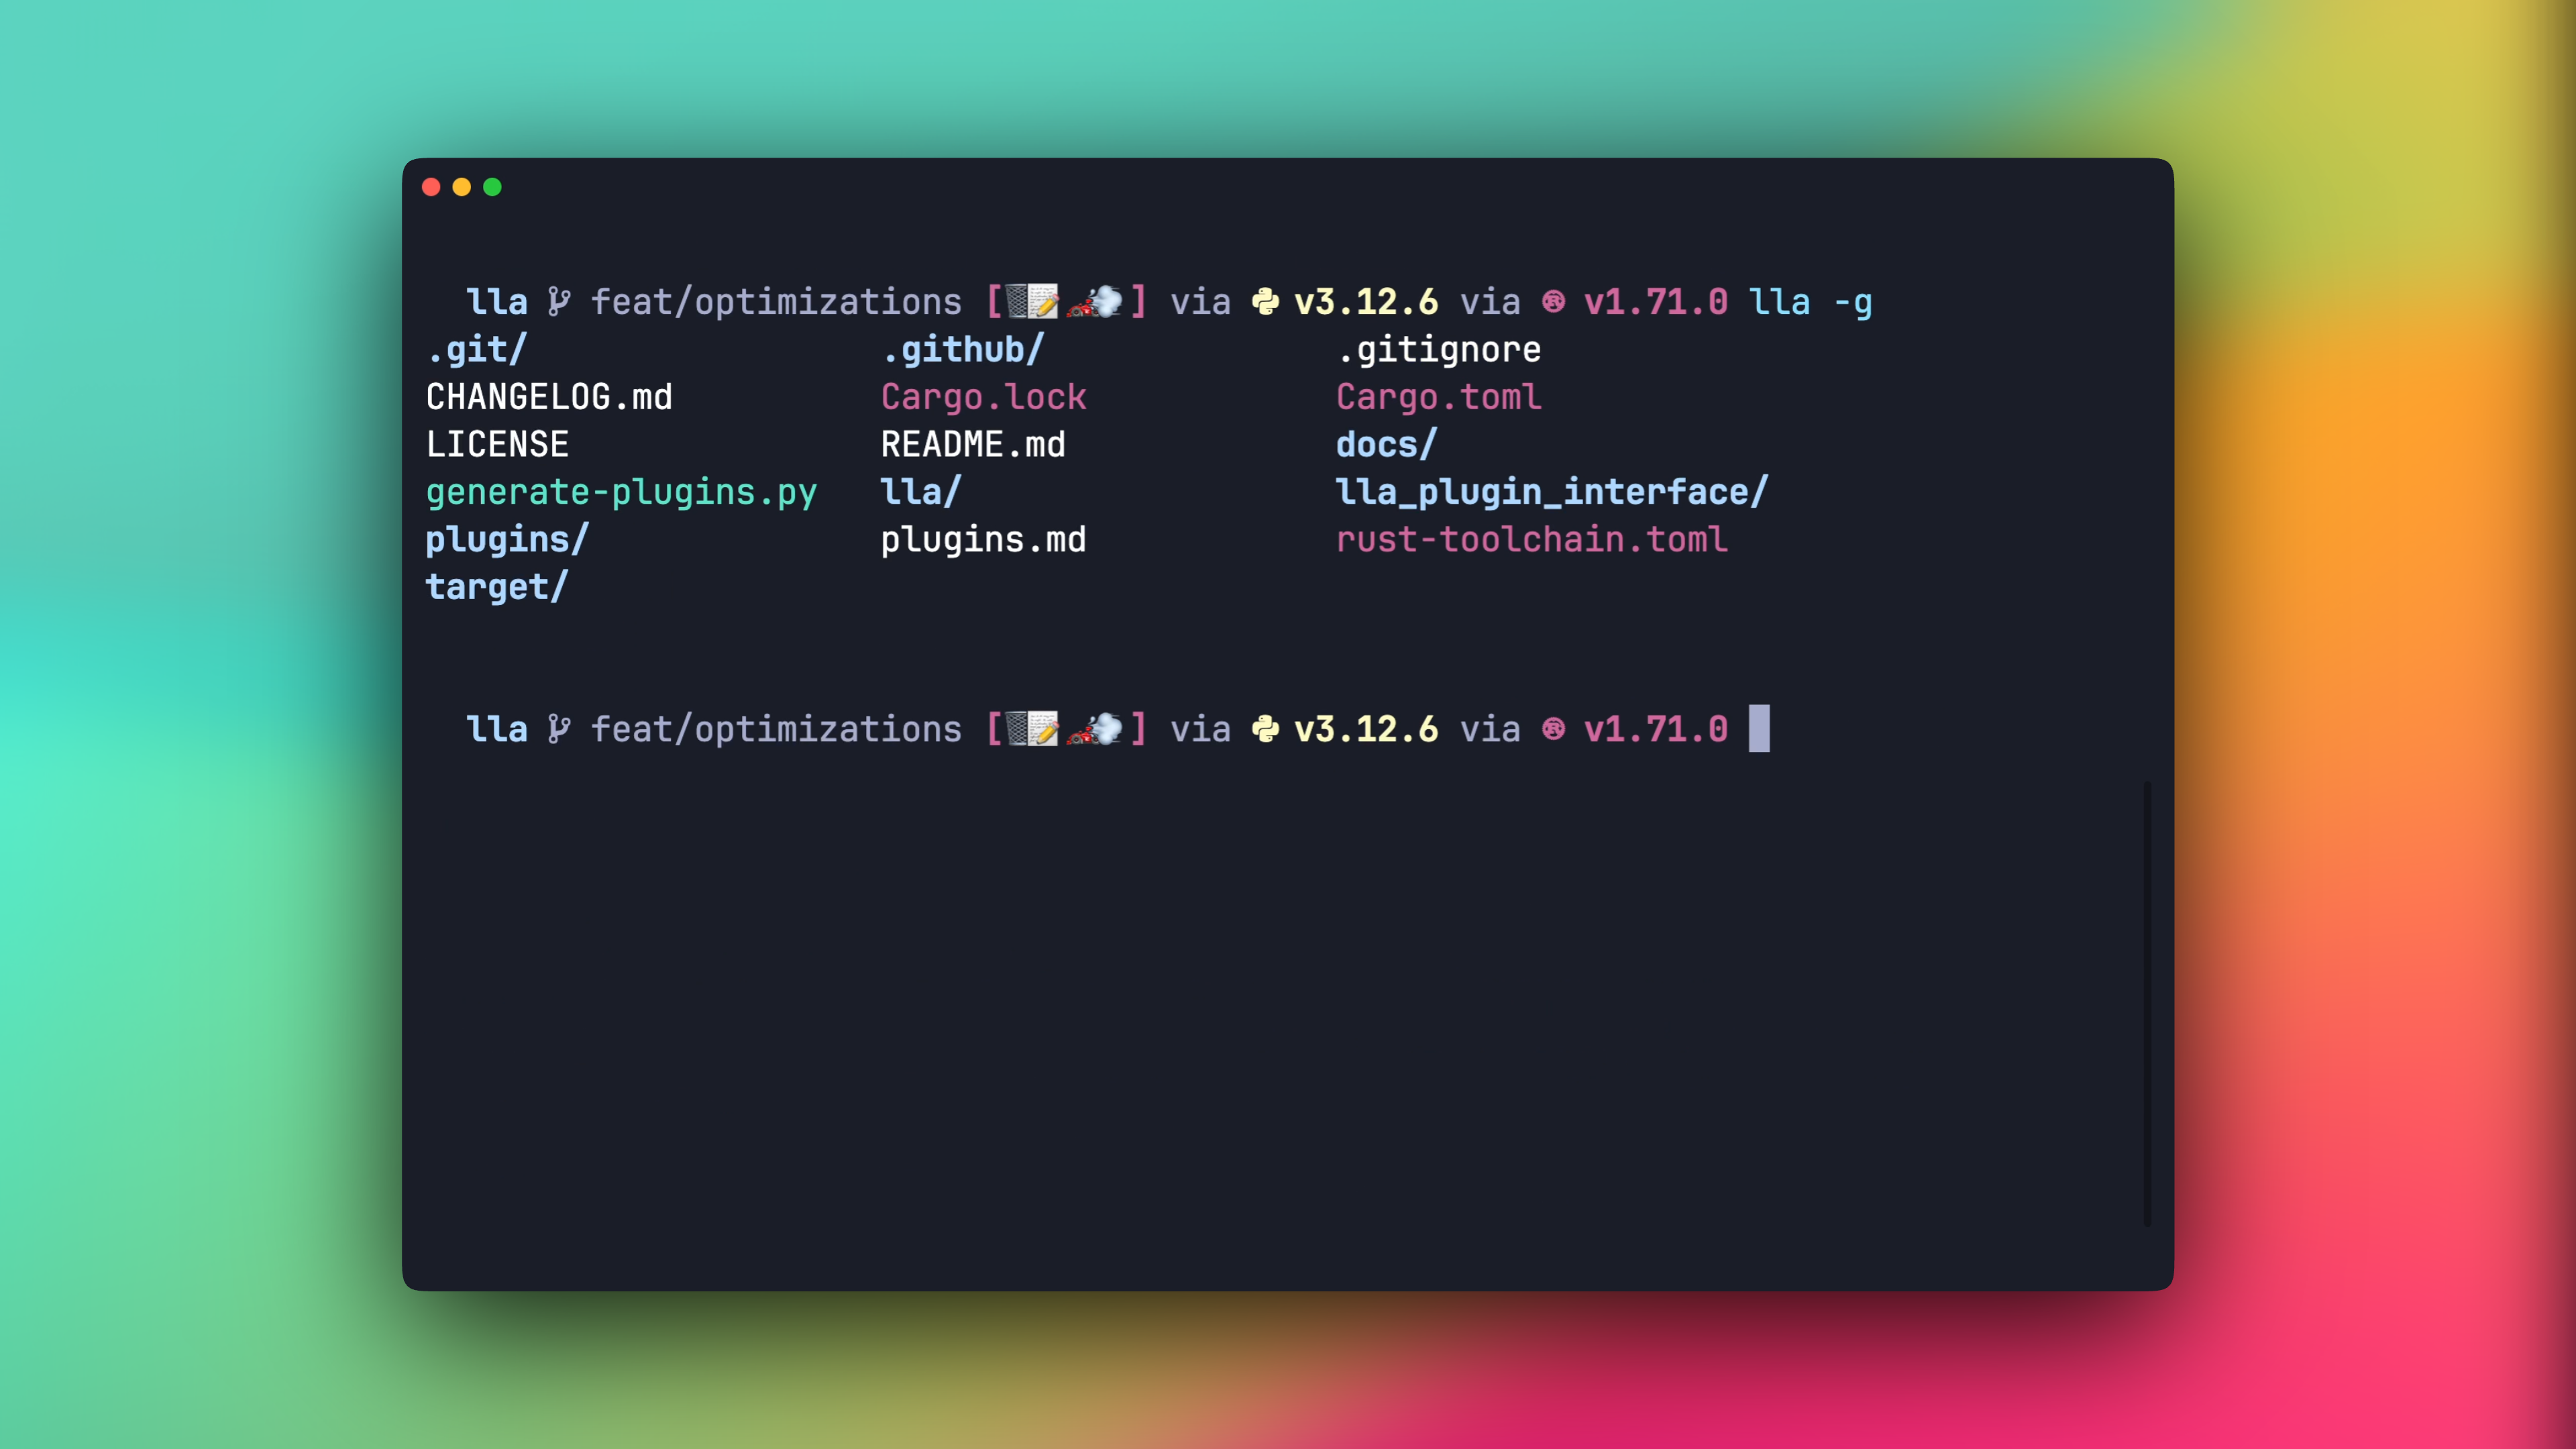 lla feat/optimizations [🗑📝🏎💨] via v3.12.6 via v1.71.0 lla -g
.git/ .github/ .gitignore
CHANGELOG.md Cargo.lock Cargo.toml
LICENSE README.md docs/
generate-plugins.py lla/ lla_plugin_interface/
plugins/ plugins.md rust-toolchain.toml
target/
lla feat/optimizations [🗑📝🏎💨] via v3.12.6 via v1.71.0